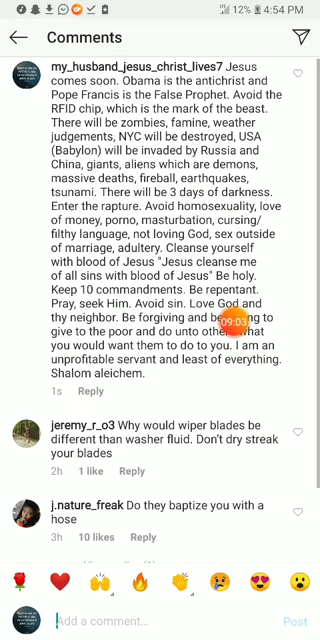 12% 4:54 PM
Comments
my_husband_jesus_christ_lives7 Jesus
comes soon. Obama is the antichrist and
Pope Francis is the False Prophet. Avoid the
RFID chip, which is the mark of the beast.
There will be zombies, famine, weather
judgements, NYC will be destroyed, USA
(Babylon) will be invaded by Russia and
China, giants, aliens which are demons,
massive deaths, fireball, earthquakes,
tsunami. There will be 3 days of darkness.
Enter the rapture. Avoid homosexuality, love
of money, porno, masturbation, cursing/
filthy language, not loving God, sex outside
of marriage, adultery. Cleanse yourself
with blood of Jesus "Jesus cleanse me
of all sins with blood of Jesus" Be holy.
Keep 10 commandments. Be repentant.
Pray, seek Him. Avoid sin. Love God and
thy neighbor. Be forgiving and 09:03 to
give to the poor and do unto what
you would want them to do to you. I am an
unprofitable servant and least of everything.
Shalom aleichem.
1s Reply
jeremy_r_o3 Why would wiper blades be
different than washer fluid. Don't dry streak
your blades
2h 1 like Reply
j.nature_freak Do they baptize you with a
hose
3h 10 likes Reply
Add a comment... Post